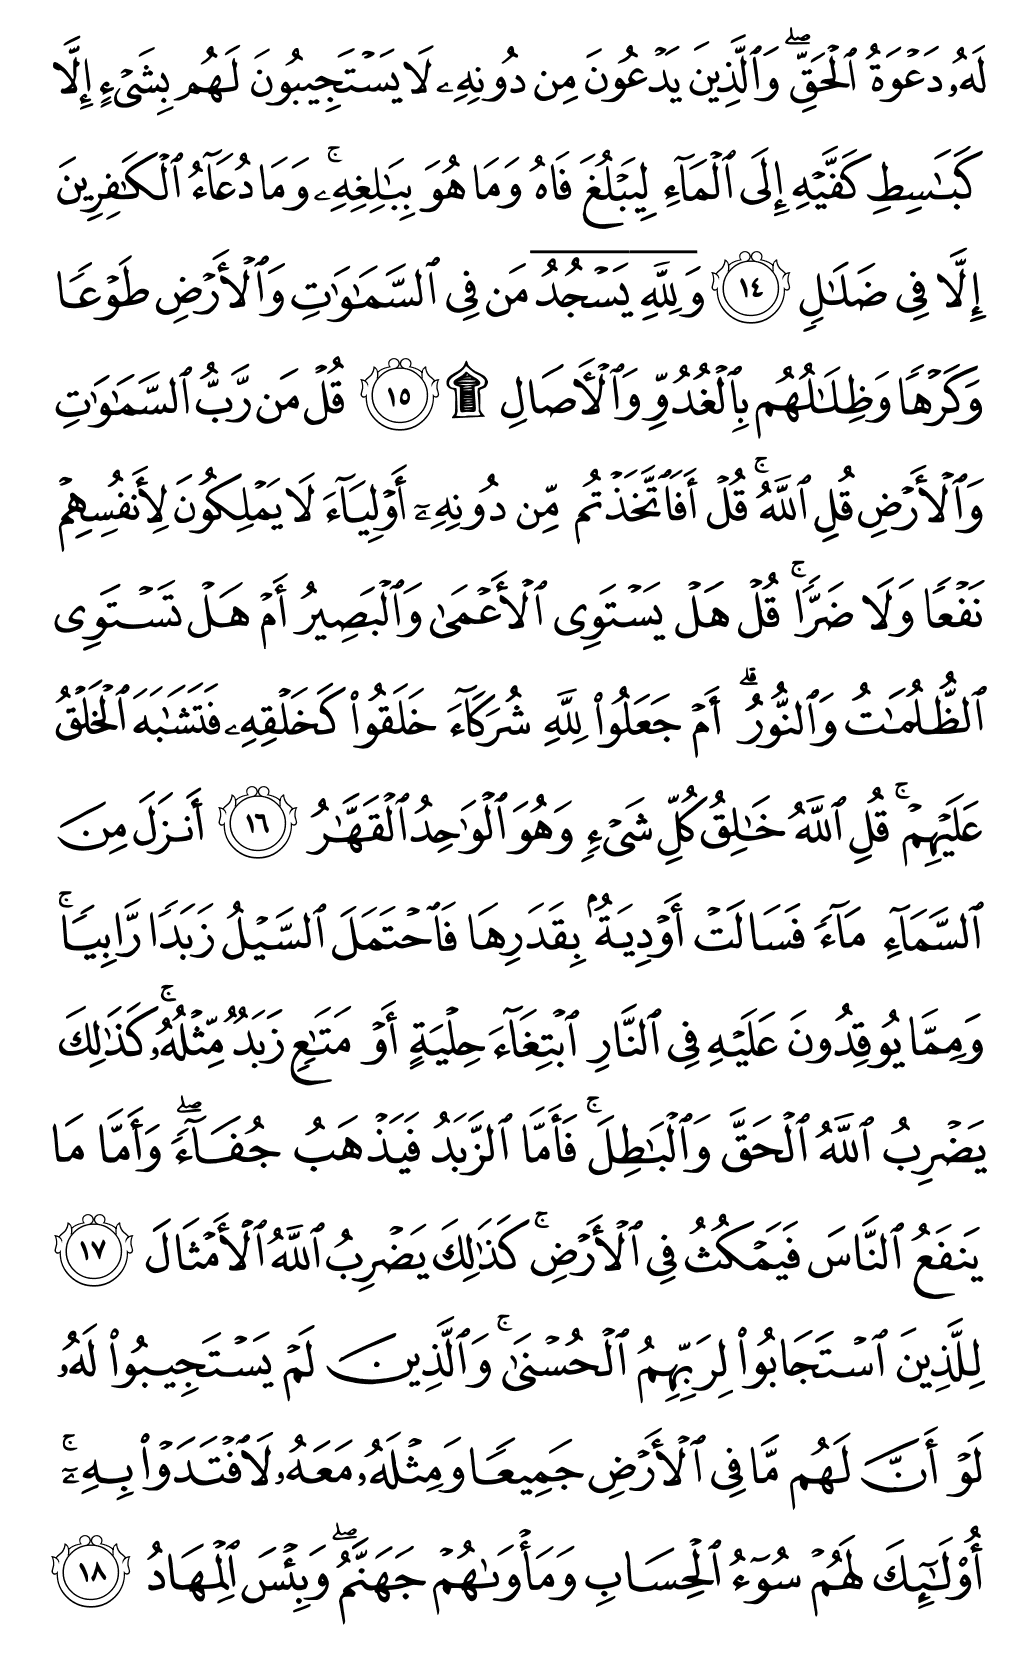 لَهُۥ دَعۡوَةُ ٱلۡحَقِّۖ وَٱلَّذِينَ يَدۡعُونَ مِن دُونِهِۦ لَا يَسۡتَجِيبُونَ لَهُم بِشَىۡءٍ إِلَّا
كَبَـٰسِطِ كَفَّيۡهِ إِلَى ٱلۡمَآءِ لِيَبۡلُغَ فَاهُ وَمَا هُوَ بِبَـٰلِغِهِۦۚ وَمَا دُعَآءُ ٱلۡكَـٰفِرِينَ
إِلَّا فِى ضَلَـٰلٍ ١٤ وَلِلَّهِ يَسۡجُدُ مَن فِى ٱلسَّمَـٰوَٰتِ وَٱلۡأَرۡضِ طَوۡعًا
وَكَرۡهًا وَظِلَـٰلُهُم بِٱلۡغُدُوِّ وَٱلۡأٓصَالِ ۩ ١٥ قُلۡ مَن رَّبُّ ٱلسَّمَـٰوَٰتِ
وَٱلۡأَرۡضِ قُلِ ٱللَّهُۚ قُلۡ أَفَٱتَّخَذۡتُم مِّن دُونِهِۦٓ أَوۡلِيَآءَ لَا يَمۡلِكُونَ لِأَنفُسِهِمۡ
نَفۡعًا وَلَا ضَرًّاۚ قُلۡ هَلۡ يَسۡتَوِى ٱلۡأَعۡمَىٰ وَٱلۡبَصِيرُ أَمۡ هَلۡ تَسۡتَوِى
ٱلظُّلُمَـٰتُ وَٱلنُّورُۗ أَمۡ جَعَلُوا۟ لِلَّهِ شُرَكَآءَ خَلَقُوا۟ كَخَلۡقِهِۦ فَتَشَـٰبَهَ ٱلۡخَلۡقُ
عَلَيۡهِمۡۚ قُلِ ٱللَّهُ خَـٰلِقُ كُلِّ شَىۡءٍ وَهُوَ ٱلۡوَٰحِدُ ٱلۡقَهَّـٰرُ ١٦ أَنزَلَ مِنَ
ٱلسَّمَآءِ مَآءً فَسَالَتۡ أَوۡدِيَةُۢ بِقَدَرِهَا فَٱحۡتَمَلَ ٱلسَّيۡلُ زَبَدًا رَّابِيًاۚ
وَمِمَّا يُوقِدُونَ عَلَيۡهِ فِى ٱلنَّارِ ٱبۡتِغَآءَ حِلۡيَةٍ أَوۡ مَتَـٰعٍ زَبَدٌ مِّثۡلُهُۥۚ كَذَٰلِكَ
يَضۡرِبُ ٱللَّهُ ٱلۡحَقَّ وَٱلۡبَـٰطِلَۚ فَأَمَّا ٱلزَّبَدُ فَيَذۡهَبُ جُفَآءًۖ وَأَمَّا مَا
يَنفَعُ ٱلنَّاسَ فَيَمۡكُثُ فِى ٱلۡأَرۡضِۚ كَذَٰلِكَ يَضۡرِبُ ٱللَّهُ ٱلۡأَمۡثَالَ ١٧
لِلَّذِينَ ٱسۡتَجَابُوا۟ لِرَبِّهِمُ ٱلۡحُسۡنَىٰۚ وَٱلَّذِينَ لَمۡ يَسۡتَجِيبُوا۟ لَهُۥ
لَوۡ أَنَّ لَهُم مَّا فِى ٱلۡأَرۡضِ جَمِيعًا وَمِثۡلَهُۥ مَعَهُۥ لَٱفۡتَدَوۡا۟ بِهِۦٓۚ
أُو۟لَـٰٓئِكَ لَهُمۡ سُوٓءُ ٱلۡحِسَابِ وَمَأۡوَىٰهُمۡ جَهَنَّمُۖ وَبِئۡسَ ٱلۡمِهَادُ ١٨